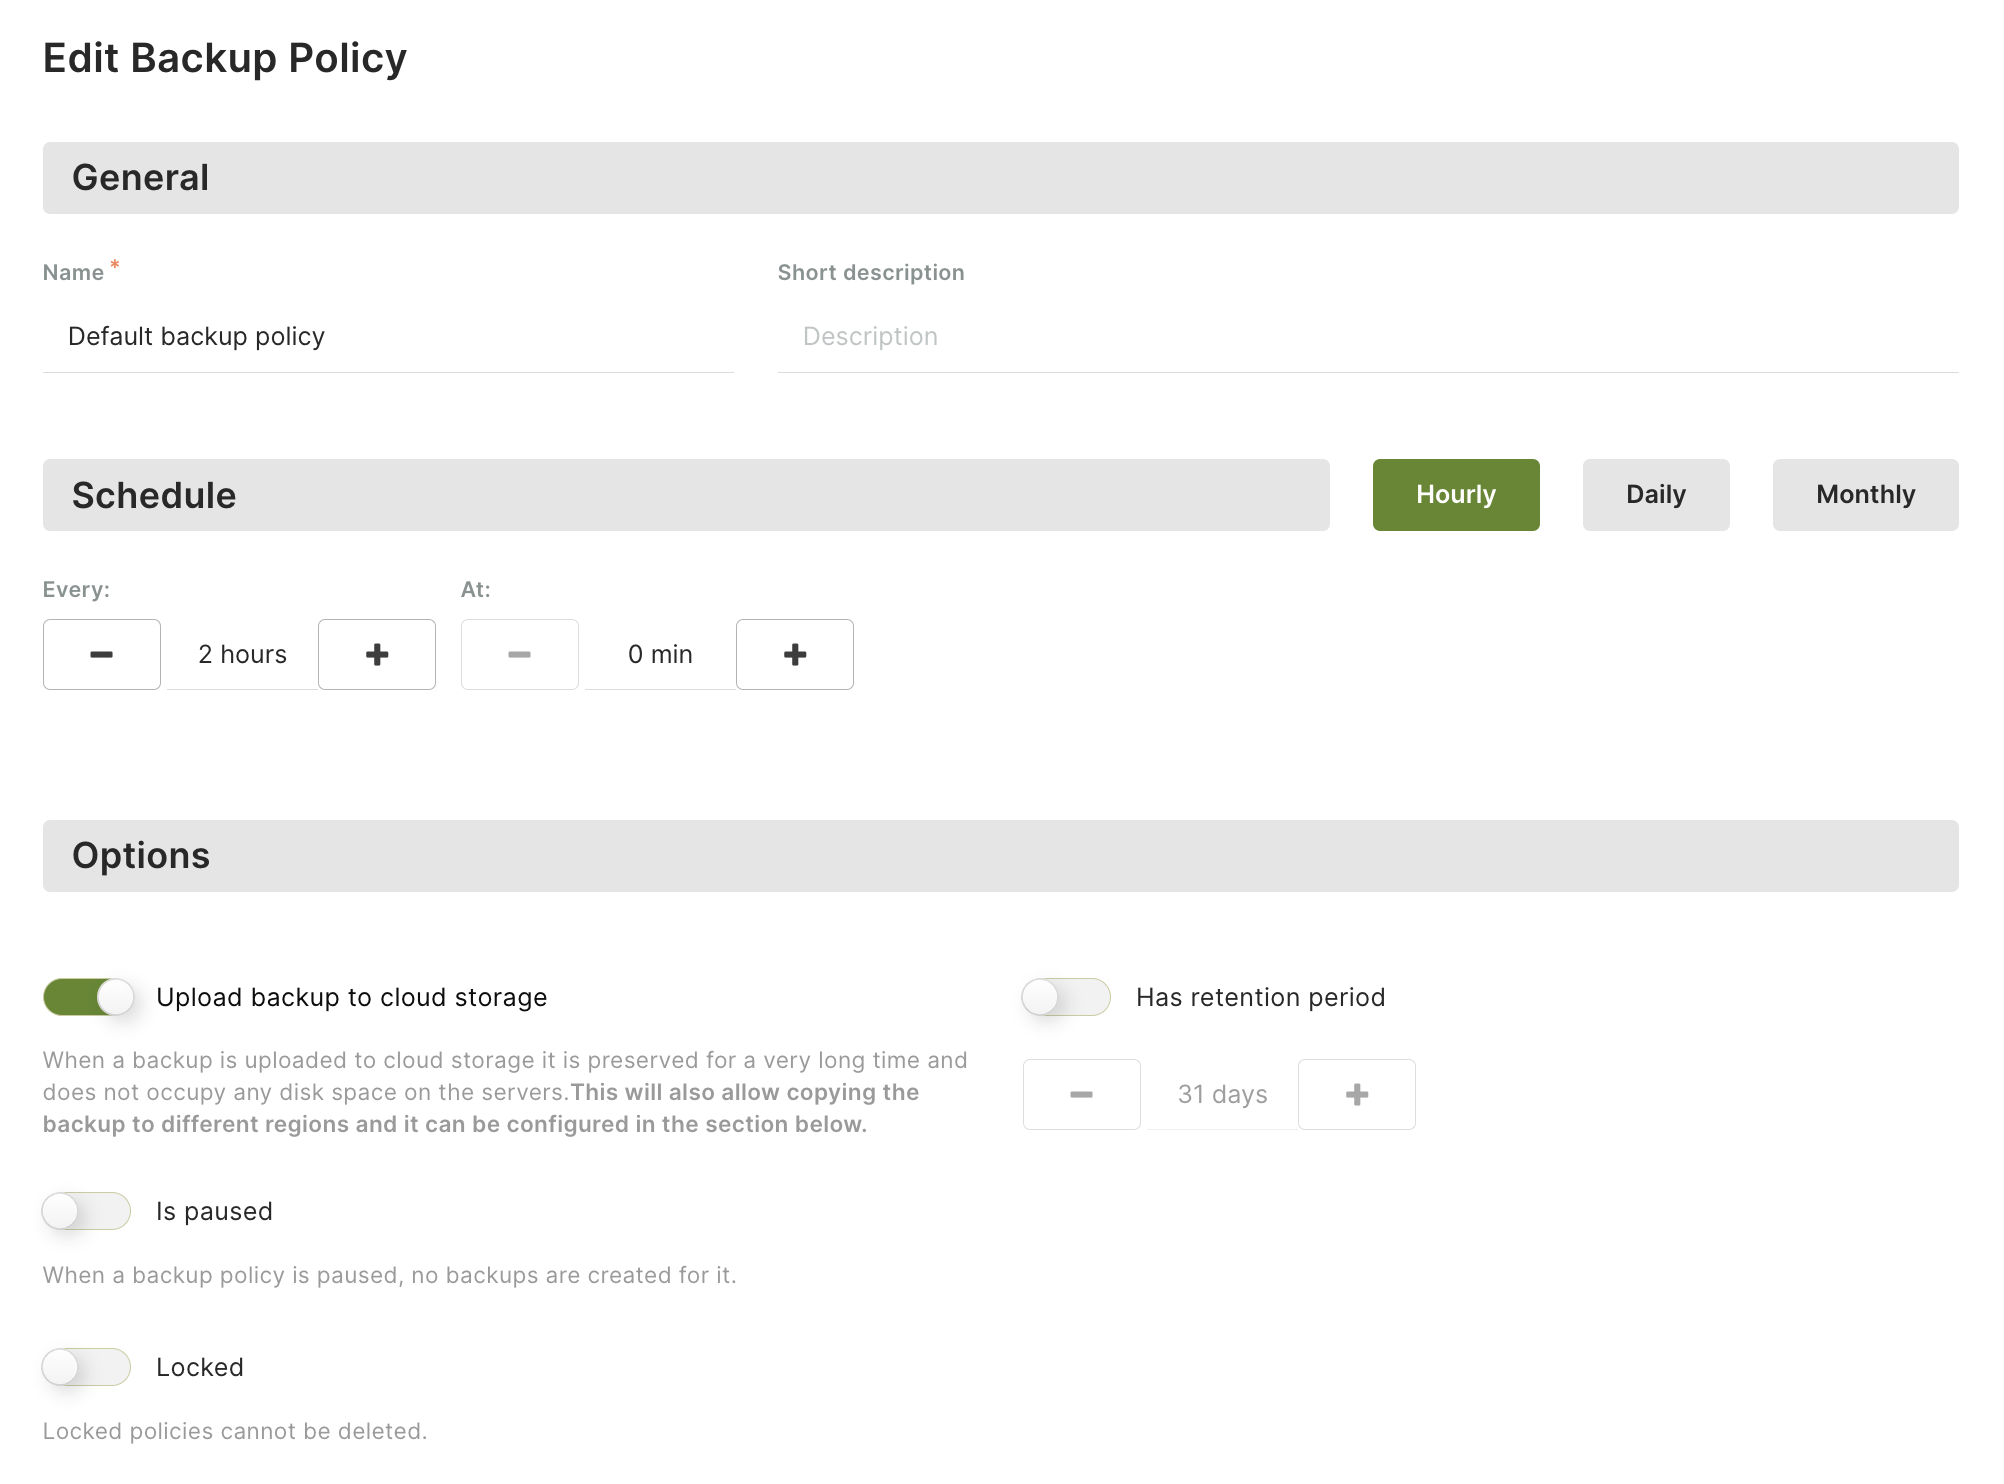 Edit Backup Policy
General
Name *
Short description
Default backup policy
Description
Schedule
Hourly
Daily
Monthly
Every:
At:
2 hours
0 min
Options
Upload backup to cloud storage
Has retention period
When a backup is uploaded to cloud storage it is preserved for a very long time and
does not occupy any disk space on the servers.This will also allow copying the
backup to different regions and it can be configured in the section below.
31 days
Is paused
When a backup policy is paused, no backups are created for it.
Locked
Locked policies cannot be deleted.